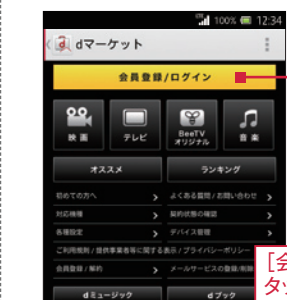 100% 12:34
dマーケット
会員登録/ログイン
映画 テレビ BeeTV オリジナル 音楽
オススメ ランキング
初めての方へ よくある質問/お問い合わせ
対応機種 契約状態の確認
各種設定 デバイス管理
ご利用規則/提供事業者等に関する表示/プライバシーポリシー
会員登録/解約 メールサービスの登録/削除
[会
タッ
dミュージック dブック